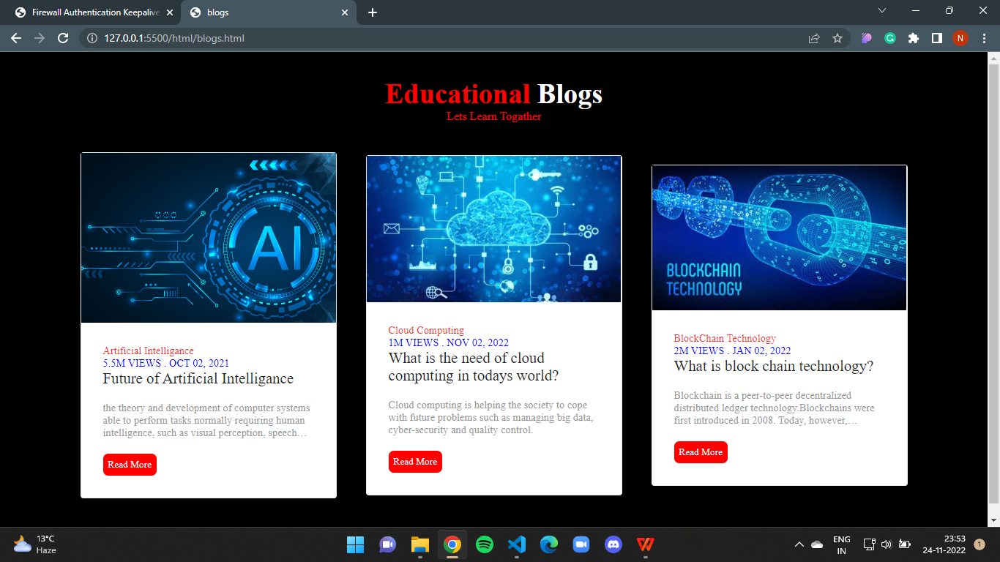 Firewall Authentication Keepalive
blogs
127.0.0.1:5500/html/blogs.html
N
Educational Blogs
Lets Learn Togather
AI
Artificial Intelligance
5.5M VIEWS . OCT 02, 2021
Future of Artificial Intelligance
the theory and development of computer systems
able to perform tasks normally requiring human
intelligence, such as visual perception, speech…
Read More
Cloud Computing
1M VIEWS . NOV 02, 2022
What is the need of cloud
computing in todays world?
Cloud computing is helping the society to cope
with future problems such as managing big data,
cyber-security and quality control.
Read More
BLOCKCHAIN
TECHNOLOGY
BlockChain Technology
2M VIEWS . JAN 02, 2022
What is block chain technology?
Blockchain is a peer-to-peer decentralized
distributed ledger technology.Blockchains were
first introduced in 2008. Today, however,…
Read More
13°C
Haze
ENG
IN
23:53
24-11-2022
1